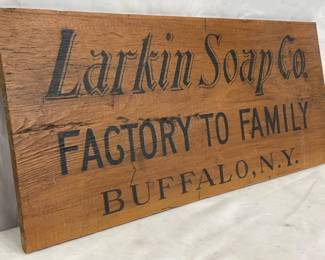 Larkin Soap Co.
FACTORY TO FAMILY
BUFFALO, N.Y.